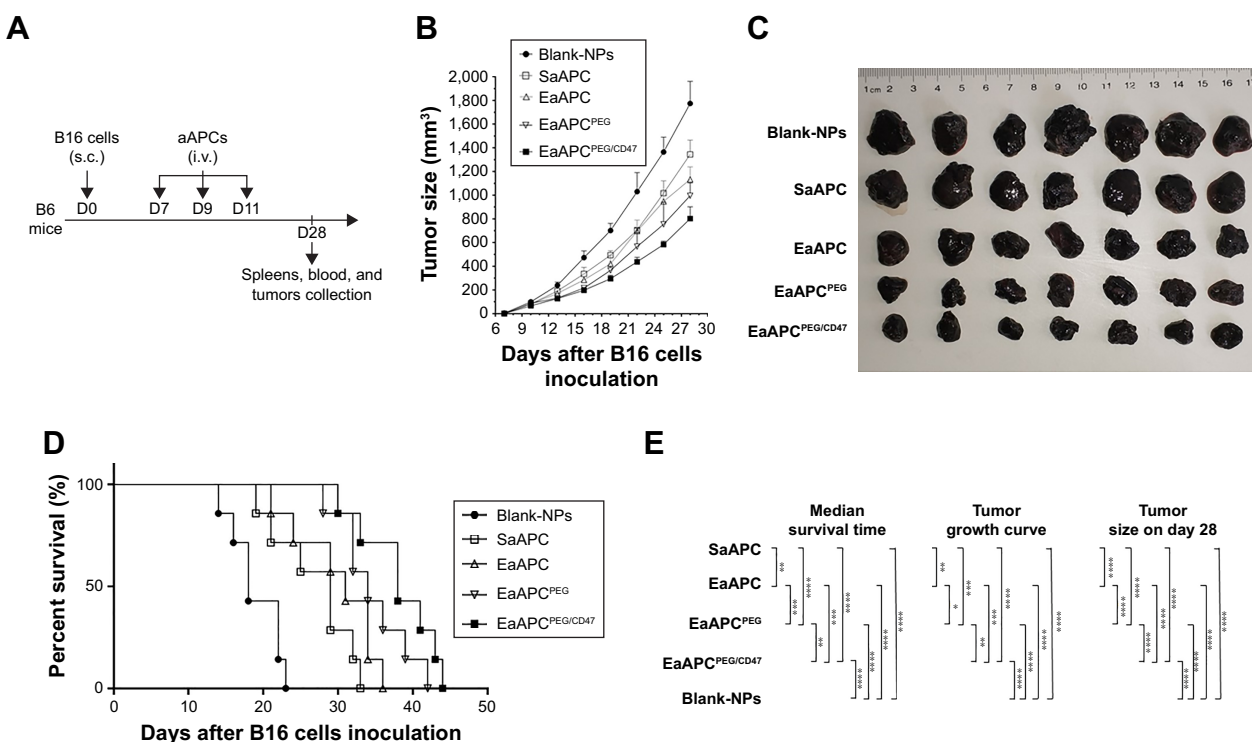 A
B16 cells
(s.c.)
aAPCs
(i.v.)
B6
mice
D0
D7
D9
D11
D28
Spleens, blood, and
tumors collection
B
Tumor size (mm³)
2,000
1,800
1,600
1,400
1,200
1,000
800
600
400
200
0
6 9 12 15 18 21 24 27 30
Days after B16 cells
inoculation
Blank-NPs
SaAPC
EaAPC
EaAPCᴾᴱᴳ
EaAPCᴾᴱᴳ/ᶜᴰ⁴⁷
C
1 cm 2 3 4 5 6 7 8 9 10 11 12 13 14 15 16 17
Blank-NPs
SaAPC
EaAPC
EaAPCᴾᴱᴳ
EaAPCᴾᴱᴳ/ᶜᴰ⁴⁷
D
Percent survival (%)
100
50
0
0 10 20 30 40 50
Days after B16 cells inoculation
Blank-NPs
SaAPC
EaAPC
EaAPCᴾᴱᴳ
EaAPCᴾᴱᴳ/ᶜᴰ⁴⁷
E
Median
survival time
Tumor
growth curve
Tumor
size on day 28
SaAPC
EaAPC
EaAPCᴾᴱᴳ
EaAPCᴾᴱᴳ/ᶜᴰ⁴⁷
Blank-NPs